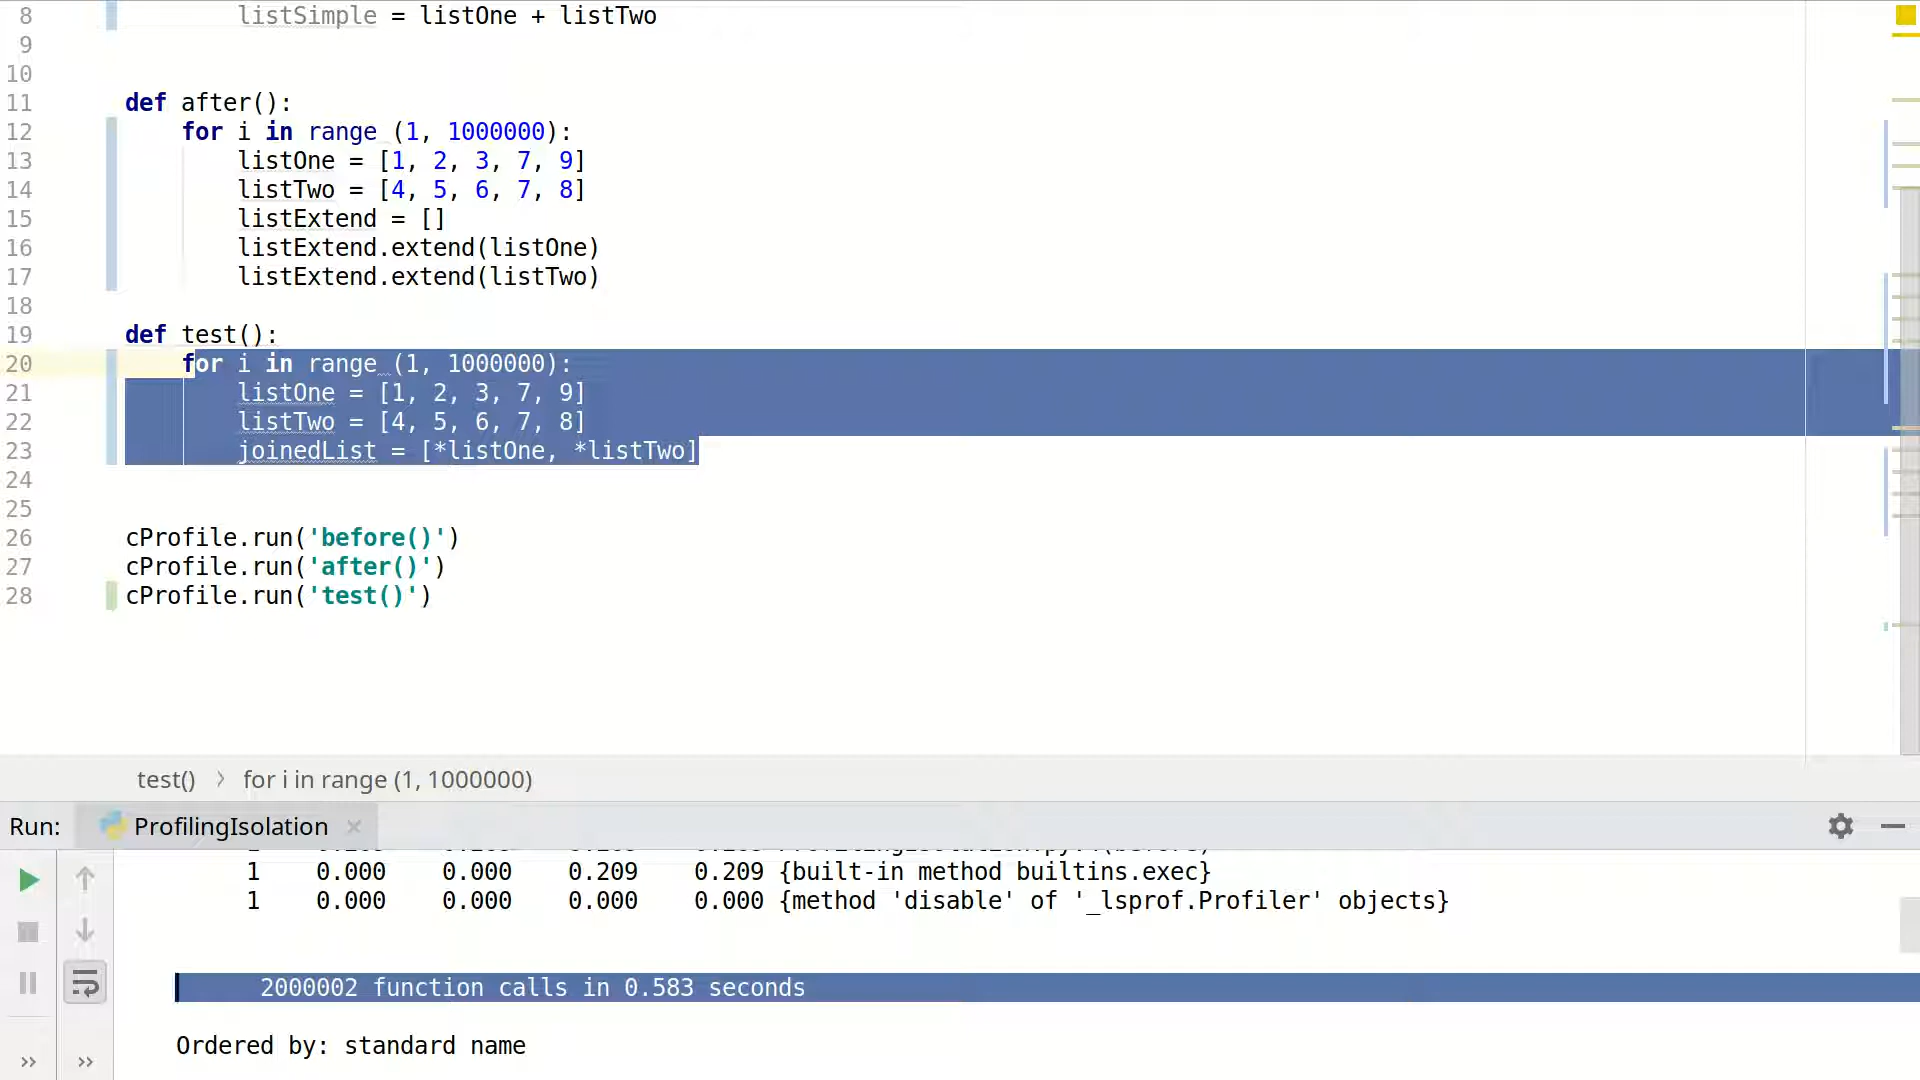 8 listSimple = listOne + listTwo
9
10
11 def after():
12 for i in range (1, 1000000):
13 listOne = [1, 2, 3, 7, 9]
14 listTwo = [4, 5, 6, 7, 8]
15 listExtend = []
16 listExtend.extend(listOne)
17 listExtend.extend(listTwo)
18
19 def test():
20 for i in range (1, 1000000):
21 listOne = [1, 2, 3, 7, 9]
22 listTwo = [4, 5, 6, 7, 8]
23 joinedList = [*listOne, *listTwo]
24
25
26 cProfile.run('before()')
27 cProfile.run('after()')
28 cProfile.run('test()')
test() › for i in range (1, 1000000)
Run: ProfilingIsolation ×
1 0.000 0.000 0.209 0.209 {built-in method builtins.exec}
1 0.000 0.000 0.000 0.000 {method 'disable' of '_lsprof.Profiler' objects}
2000002 function calls in 0.583 seconds
Ordered by: standard name